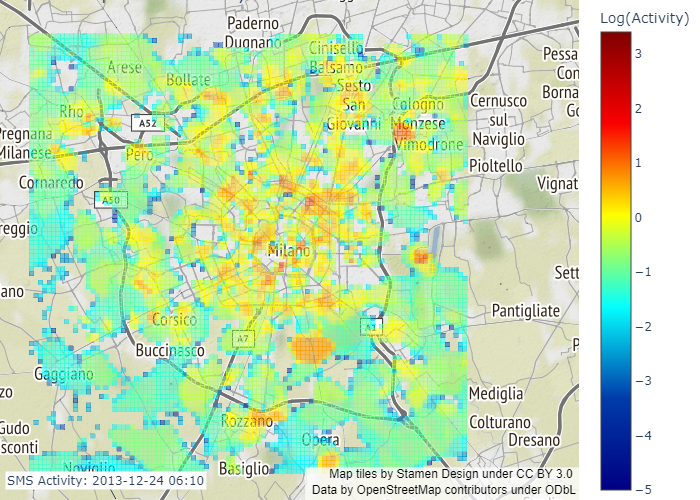 Paderno
Dugnano
Cinisello
Balsamo
Arese
Bollate
Sesto
San
Giovanni
Cologno
Monzese
Vimodrone
Pessa
Con
Borna
Go
Cernusco
sul
Naviglio
Rho
A52
Pregnana
Milanese
Pero
Pioltello
Cornaredo
A50
Vignat
reggio
Milano
Sett
ano
Pantigliate
Corsico
A7
A1
Buccinasco
P
Gaggiano
zo
Mediglia
Rozzano
Colturano
Gudo
sconti
Opera
Dresano
Noviglio
Basiglio
SMS Activity: 2013-12-24 06:10
Map tiles by Stamen Design under CC BY 3.0
Data by OpenStreetMap contributors under ODbL
Log(Activity)
3
2
1
0
−1
−2
−3
−4
−5